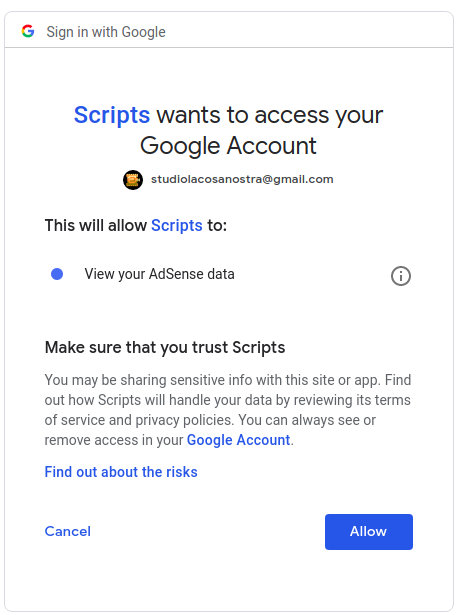 Sign in with Google
Scripts wants to access your
Google Account
studiolacosanostra@gmail.com
This will allow Scripts to:
View your AdSense data
Make sure that you trust Scripts
You may be sharing sensitive info with this site or app. Find
out how Scripts will handle your data by reviewing its terms
of service and privacy policies. You can always see or
remove access in your Google Account.
Find out about the risks
Cancel
Allow